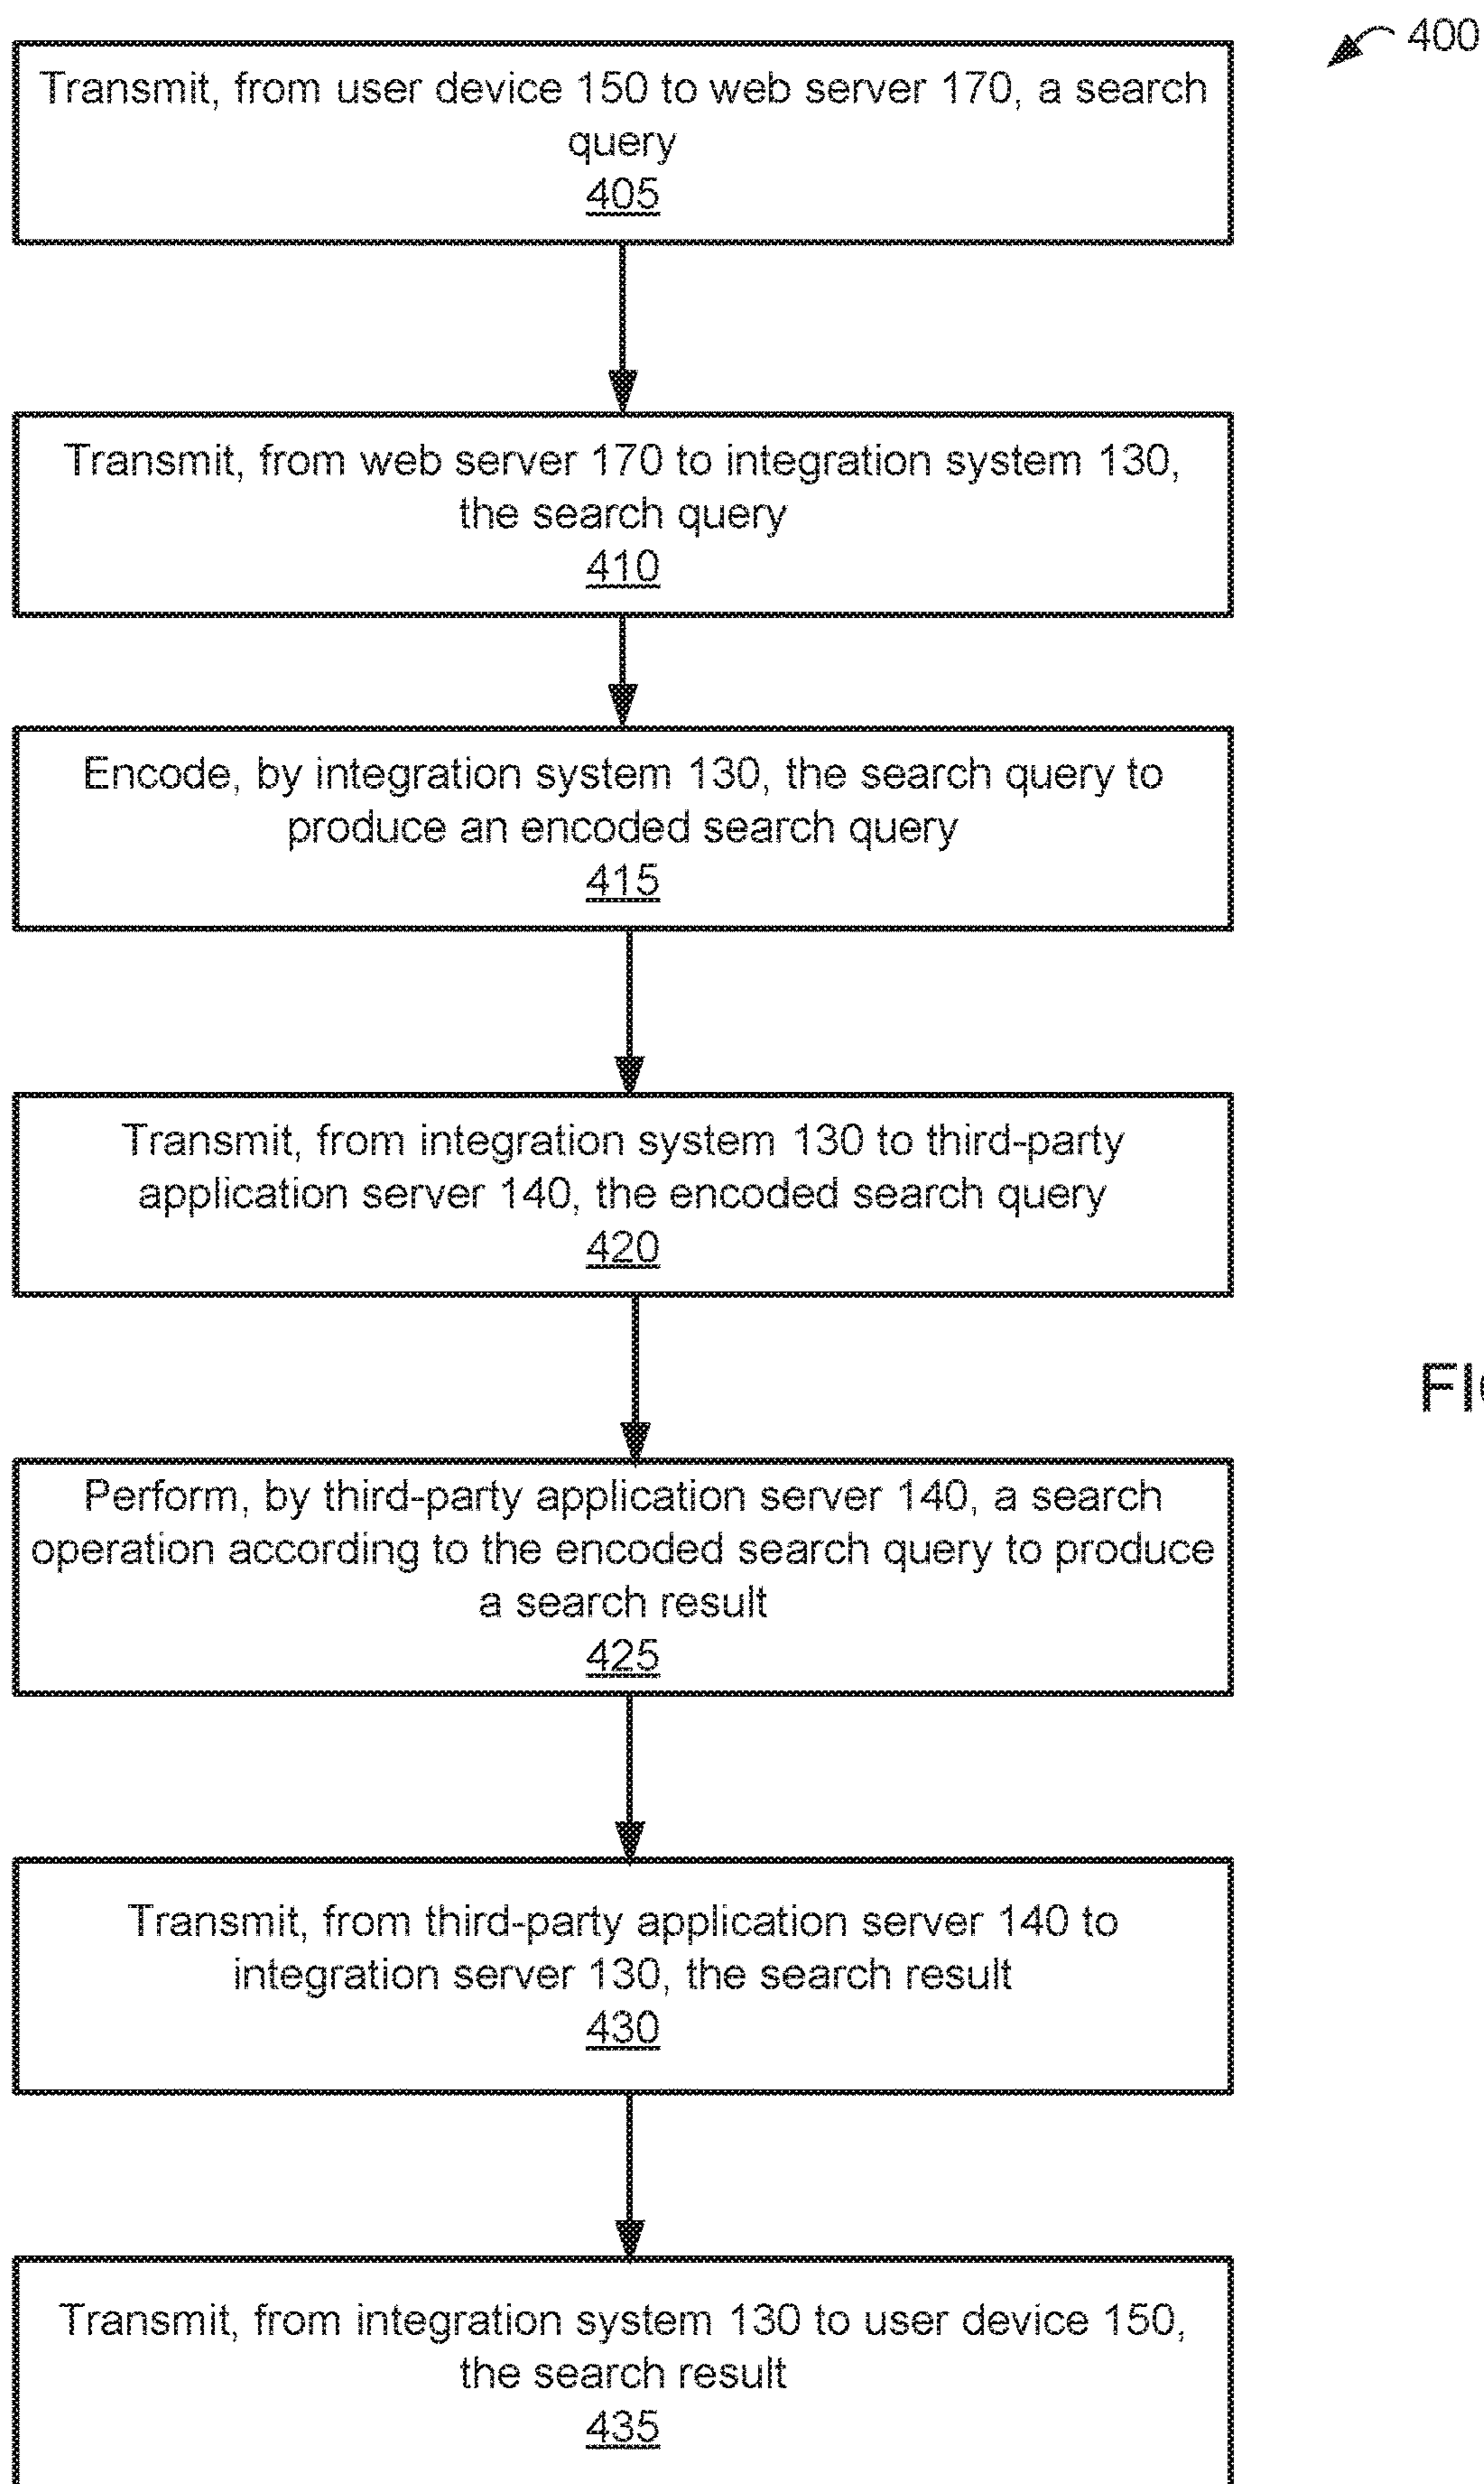 400
Transmit, from user device 150 to web server 170, a search
query
405
Transmit, from web server 170 to integration system 130,
the search query
410
Encode, by integration system 130, the search query to
produce an encoded search query
415
Transmit, from integration system 130 to third-party
application server 140, the encoded search query
420
Perform, by third-party application server 140, a search
operation according to the encoded search query to produce
a search result
425
Transmit, from third-party application server 140 to
integration server 130, the search result
430
Transmit, from integration system 130 to user device 150,
the search result
435